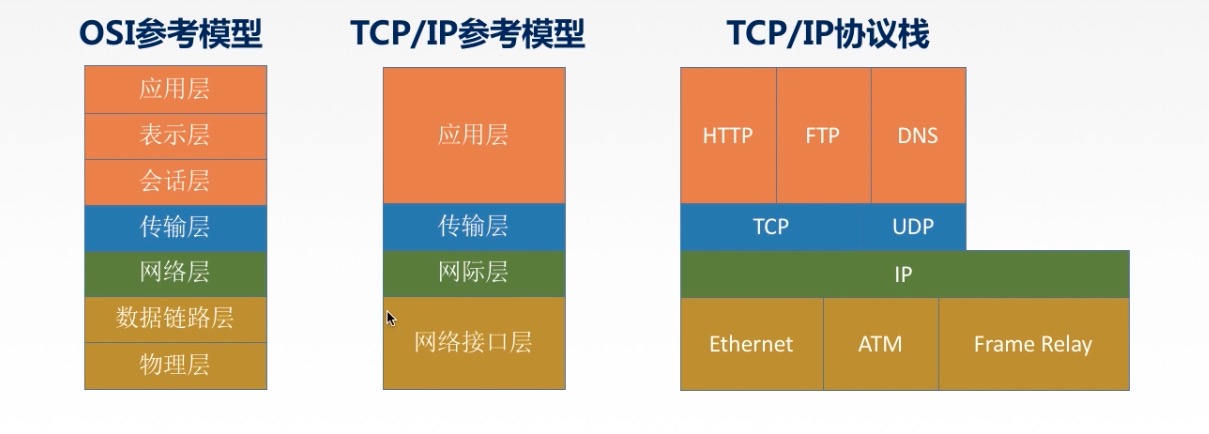 OSI参考模型
应用层
表示层
会话层
传输层
网络层
数据链路层
物理层
TCP/IP参考模型
应用层
传输层
网际层
网络接口层
TCP/IP协议栈
HTTP FTP DNS
TCP UDP
IP
Ethernet ATM Frame Relay